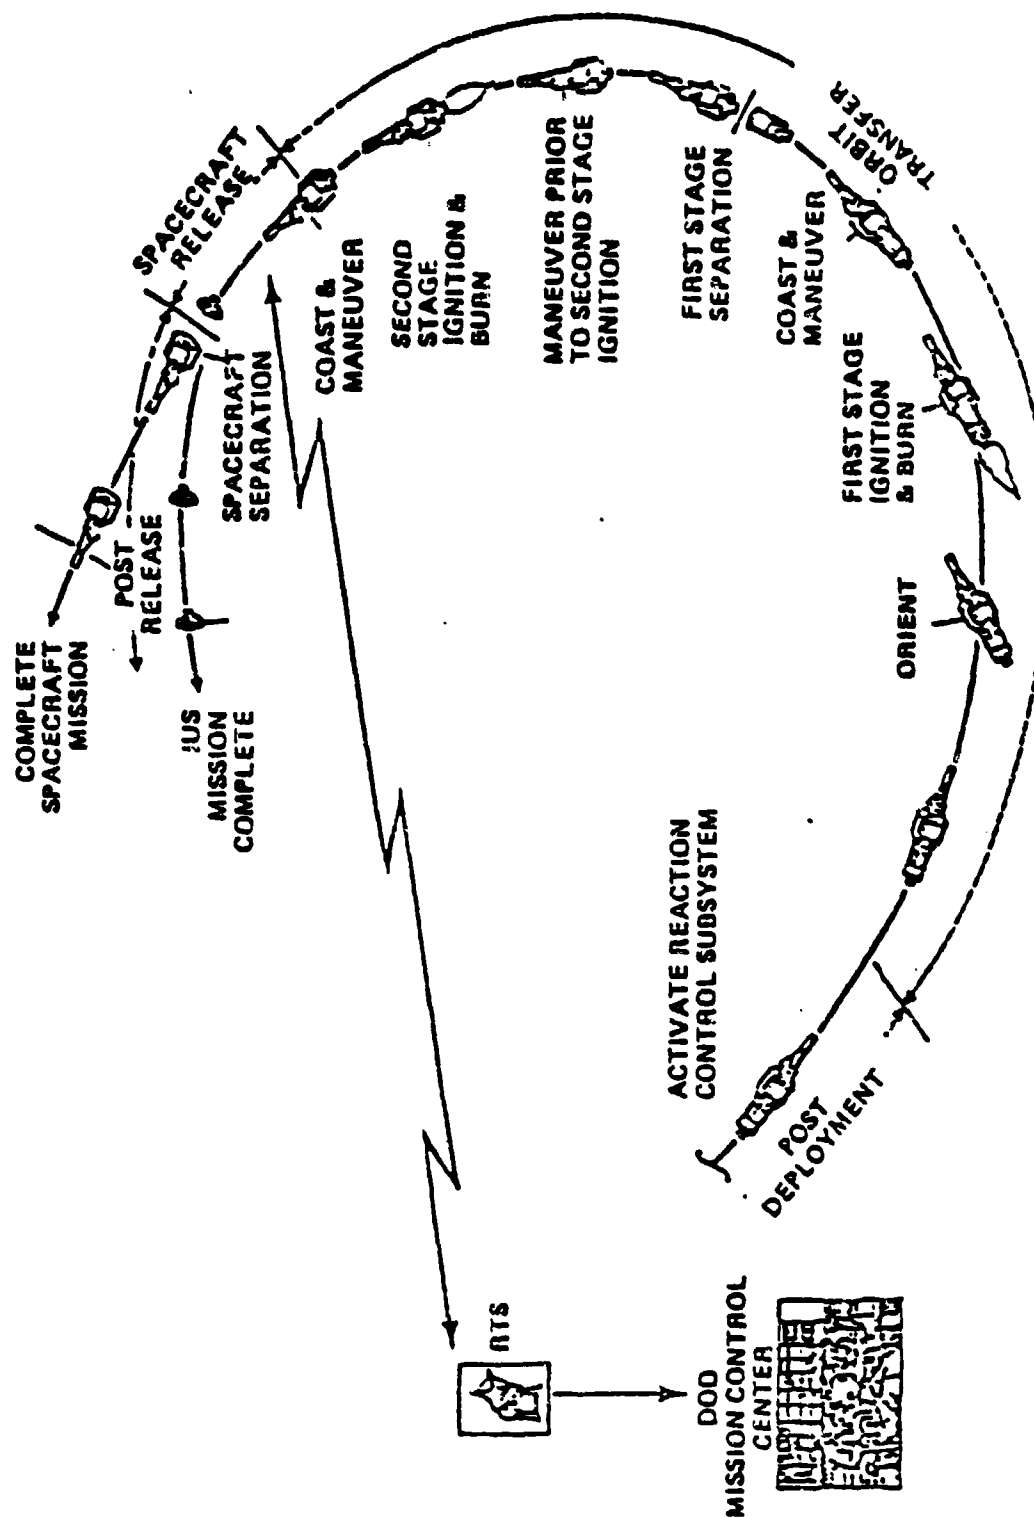 COMPLETE
SPACECRAFT
MISSION
POST
RELEASE
IUS
MISSION
COMPLETE
SPACECRAFT
RELEASE
SPACECRAFT
SEPARATION
COAST &
MANEUVER
SECOND
STAGE
IGNITION &
BURN
MANEUVER PRIOR
TO SECOND STAGE
IGNITION
FIRST STAGE
SEPARATION
COAST &
MANEUVER
ORBIT
TRANSFER
FIRST STAGE
IGNITION
& BURN
ORIENT
ACTIVATE REACTION
CONTROL SUBSYSTEM
POST
DEPLOYMENT
RTS
DOD
MISSION CONTROL
CENTER